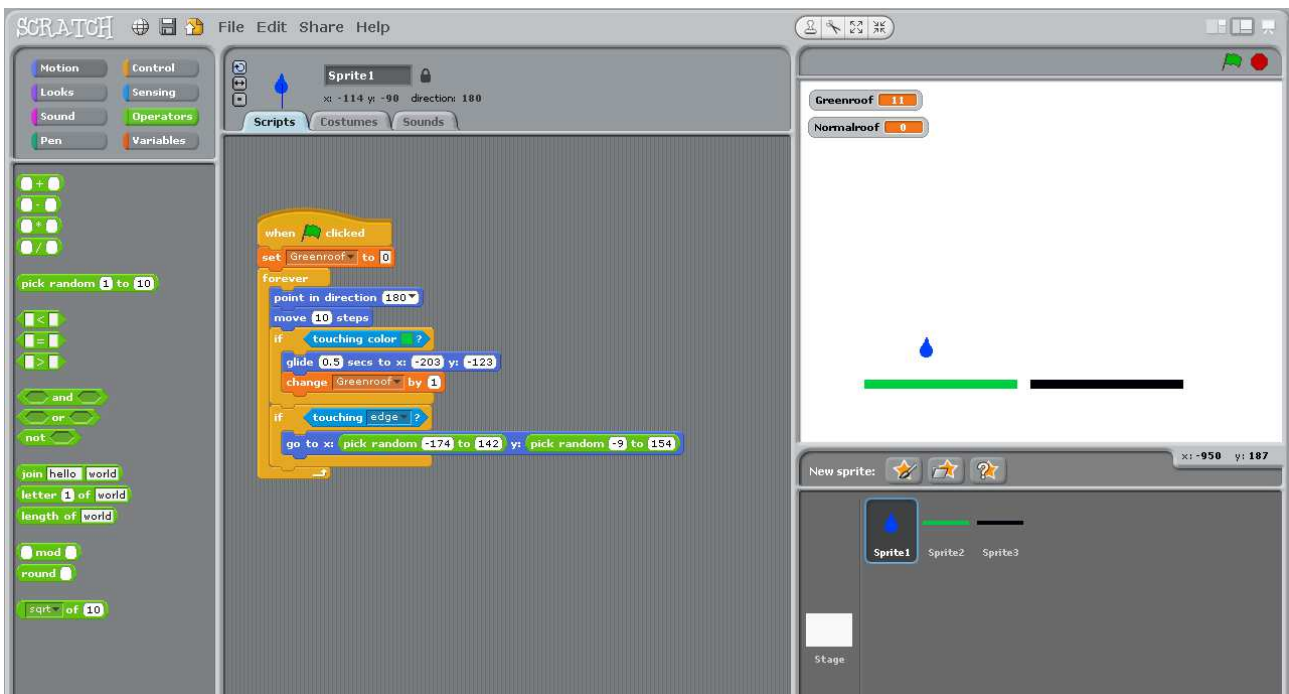 SCRATCH File Edit Share Help
Motion Control
Looks Sensing
Sound Operators
Pen Variables
+
-
*
/
pick random 1 to 10
<
=
>
and
or
not
join hello world
letter 1 of world
length of world
mod
round
sqrt of 10
Sprite1
x: -114 y: -90 direction: 180
Scripts Costumes Sounds
when clicked
set Greenroof to 0
forever
point in direction 180
move 10 steps
if touching color ?
glide 0.5 secs to x: -203 y: -123
change Greenroof by 1
if touching edge ?
go to x: pick random -174 to 142 y: pick random -9 to 154
Greenroof 11
Normalroof 0
x: -950 y: 187
New sprite:
Sprite1 Sprite2 Sprite3
Stage